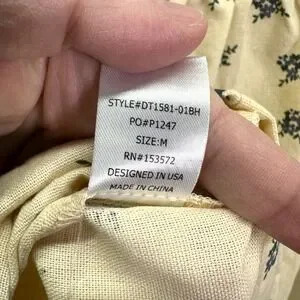 STYLE#DT1581-01BH
PO#P1247
SIZE:M
RN#153572
DESIGNED IN USA
MADE IN CHINA